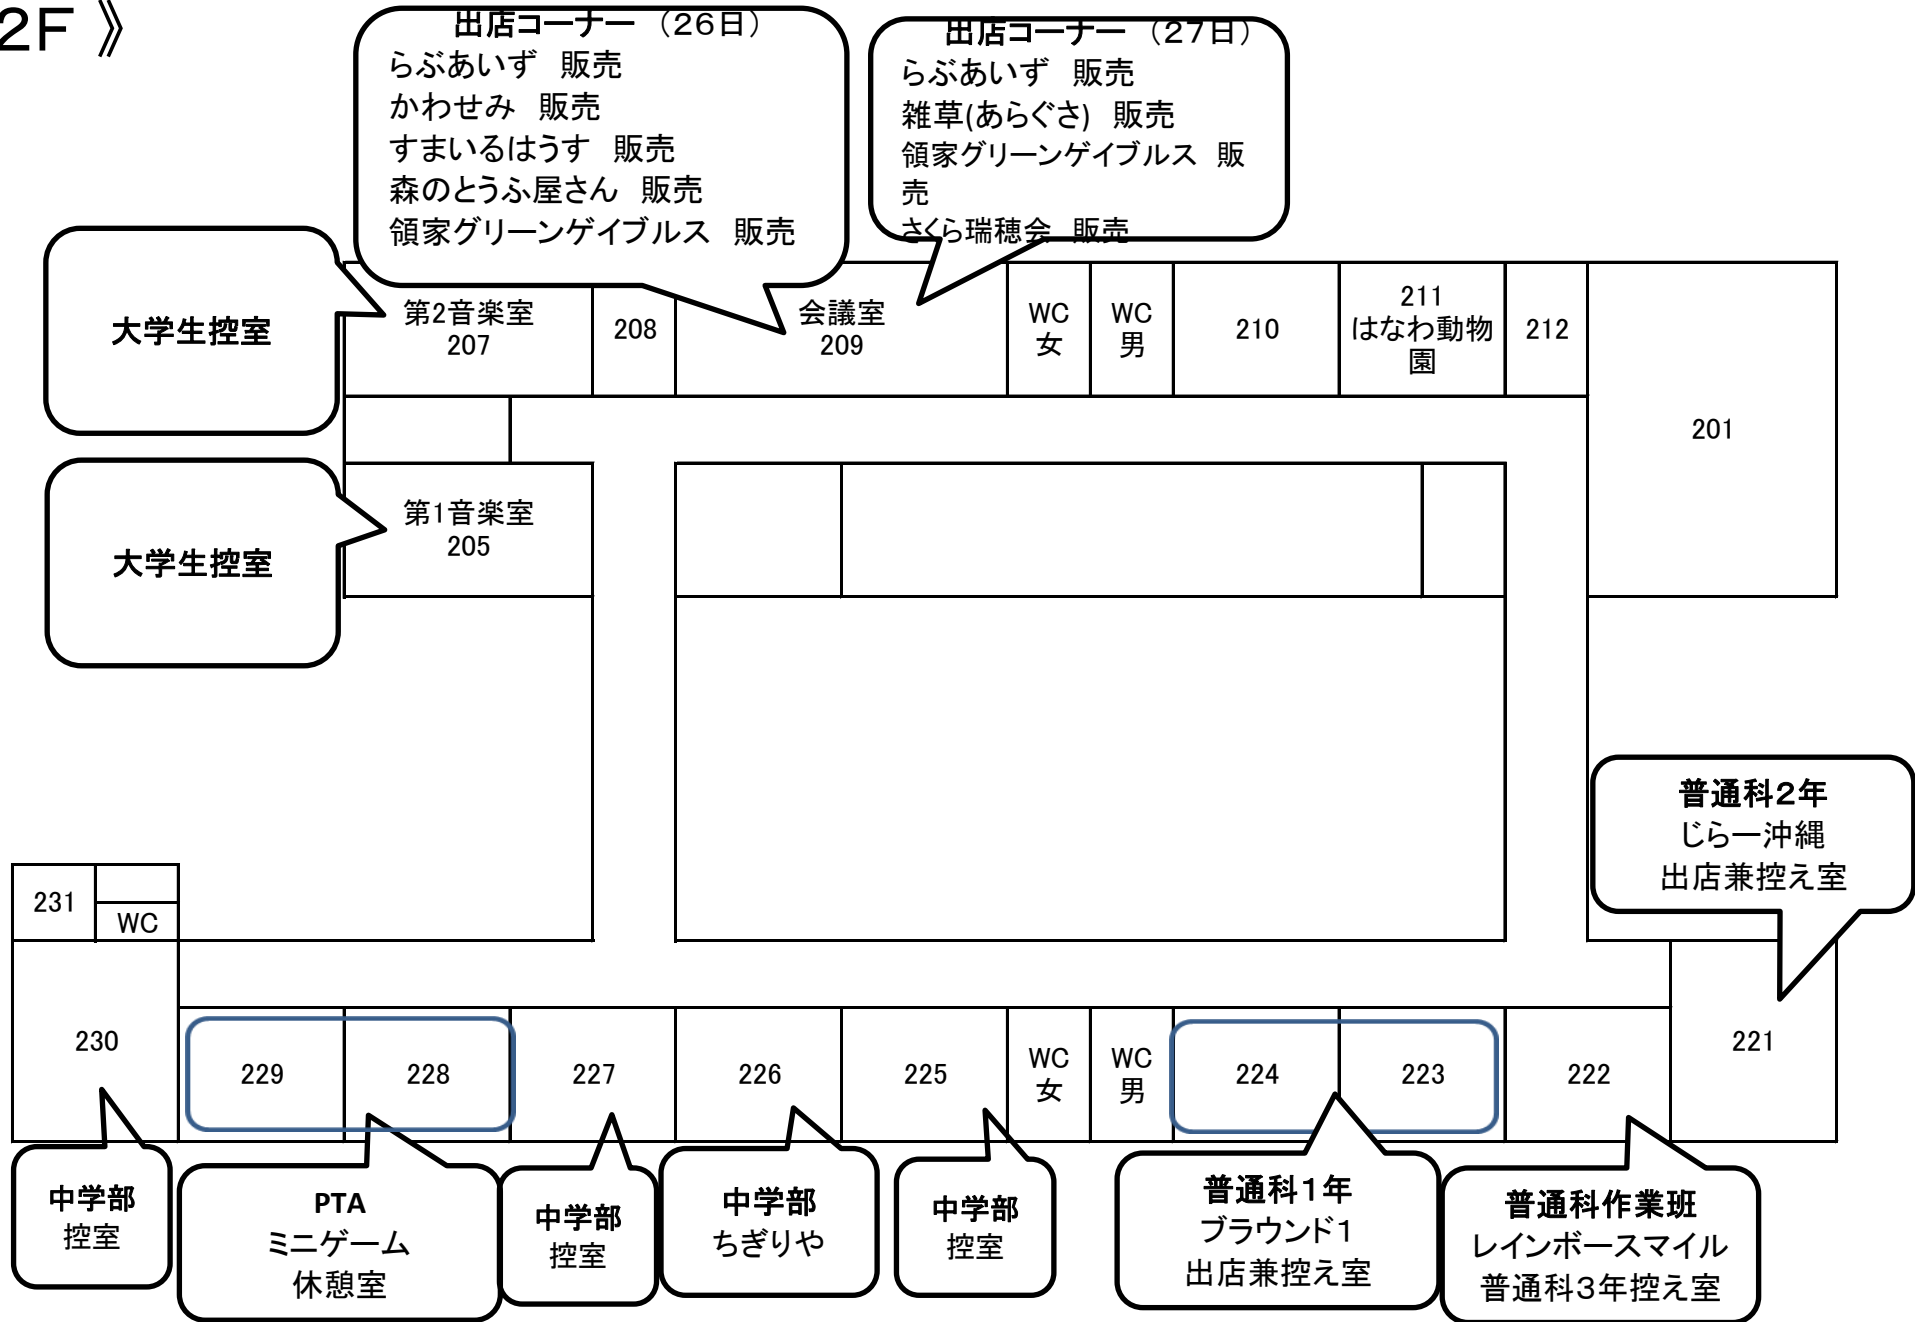 2F 》
出店コーナー （26日）
らぶあいず 販売
かわせみ 販売
すまいるはうす 販売
森のとうふ屋さん 販売
領家グリーンゲイブルス 販売
出店コーナー （27日）
らぶあいず 販売
雑草(あらぐさ) 販売
領家グリーンゲイブルス 販
売
さくら瑞穂会 販売
大学生控室
第2音楽室
207
208
会議室
209
WC
女
WC
男
210
211
はなわ動物
園
212
201
大学生控室
第1音楽室
205
普通科２年
じらー沖縄
出店兼控え室
231
WC
230
229
228
227
226
225
WC
女
WC
男
224
223
222
221
中学部
控室
PTA
ミニゲーム
休憩室
中学部
控室
中学部
ちぎりや
中学部
控室
普通科１年
ブラウンド１
出店兼控え室
普通科作業班
レインボースマイル
普通科３年控え室